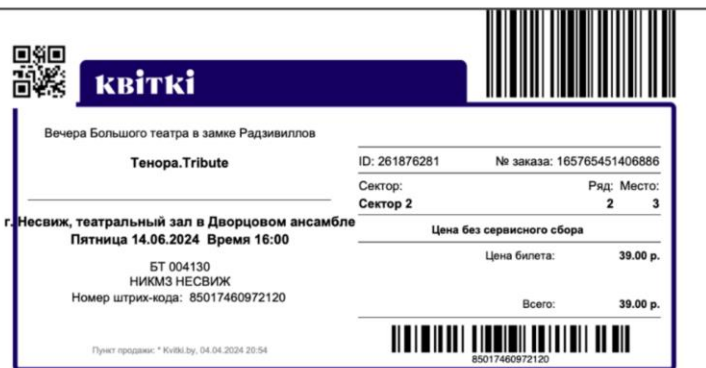 квiткi
Вечера Большого театра в замке Радзивиллов
Тенора.Tribute
г. Несвиж, театральный зал в Дворцовом ансамбле
Пятница 14.06.2024 Время 16:00
БТ 004130
НИКМЗ НЕСВИЖ
Номер штрих-кода: 85017460972120
Пункт продажи: * Kvitki.by, 04.04.2024 20:54
ID: 261876281 № заказа: 165765451406886
Сектор: Ряд: Место:
Сектор 2 2 3
Цена без сервисного сбора
Цена билета: 39.00 р.
Всего: 39.00 р.
85017460972120